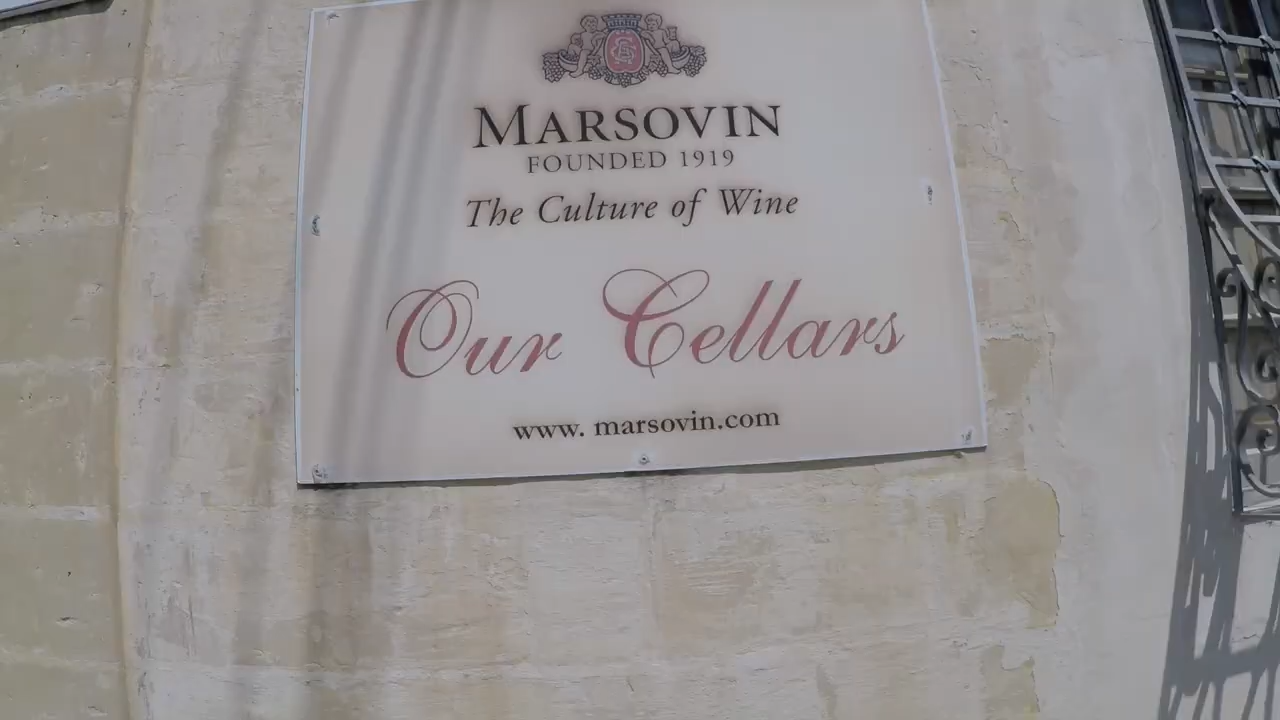 MARSOVIN
FOUNDED 1919
The Culture of Wine
Our Cellars
www. marsovin.com